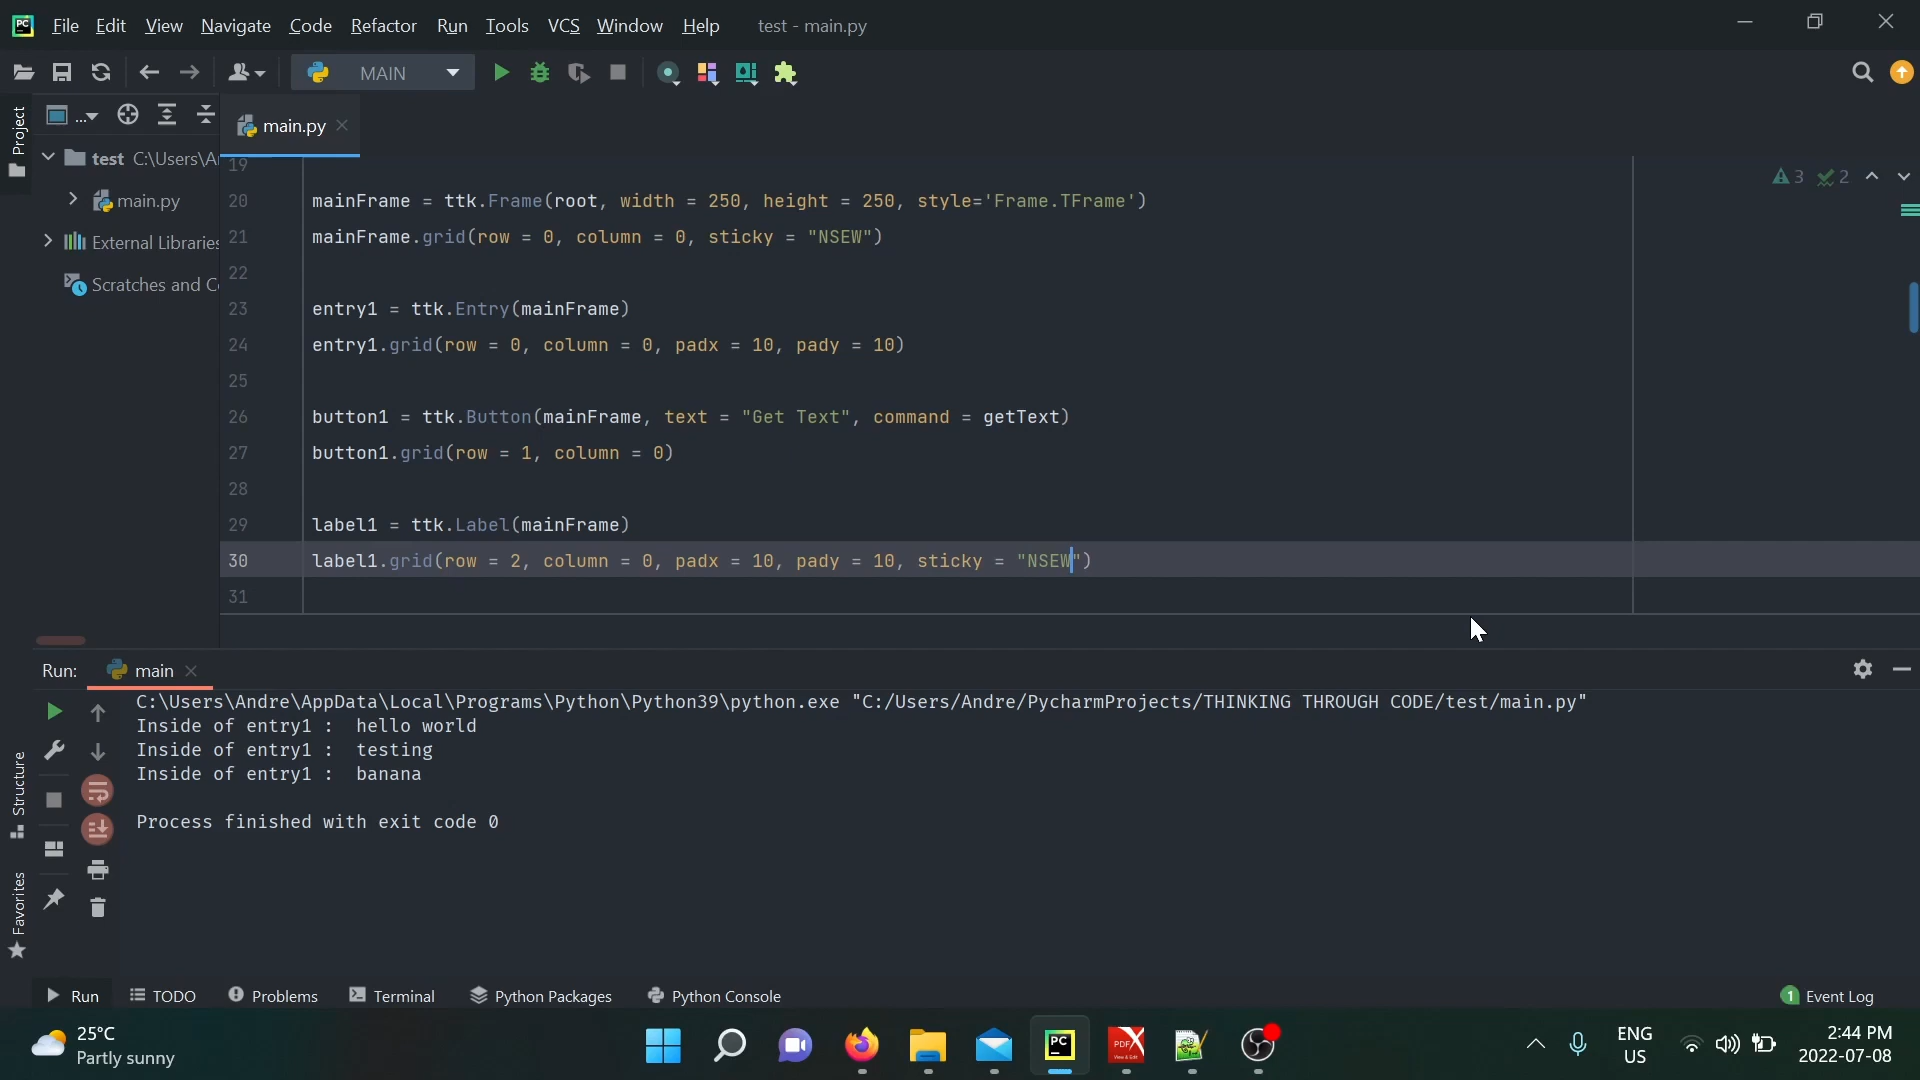 PC File Edit View Navigate Code Refactor Run Tools VCS Window Help test - main.py
MAIN
Project
...
main.py
test C:\Users\A
main.py
External Libraries
Scratches and C
19
20 mainFrame = ttk.Frame(root, width = 250, height = 250, style='Frame.TFrame')
21 mainFrame.grid(row = 0, column = 0, sticky = "NSEW")
22
23 entry1 = ttk.Entry(mainFrame)
24 entry1.grid(row = 0, column = 0, padx = 10, pady = 10)
25
26 button1 = ttk.Button(mainFrame, text = "Get Text", command = getText)
27 button1.grid(row = 1, column = 0)
28
29 label1 = ttk.Label(mainFrame)
30 label1.grid(row = 2, column = 0, padx = 10, pady = 10, sticky = "NSEW")
31
3 2
Run: main
C:\Users\Andre\AppData\Local\Programs\Python\Python39\python.exe "C:/Users/Andre/PycharmProjects/THINKING THROUGH CODE/test/main.py"
Inside of entry1 : hello world
Inside of entry1 : testing
Inside of entry1 : banana
Process finished with exit code 0
Structure
Favorites
Run TODO Problems Terminal Python Packages Python Console 1 Event Log
25°C
Partly sunny
PC
PDF
View & Edit
ENG
US
2:44 PM
2022-07-08